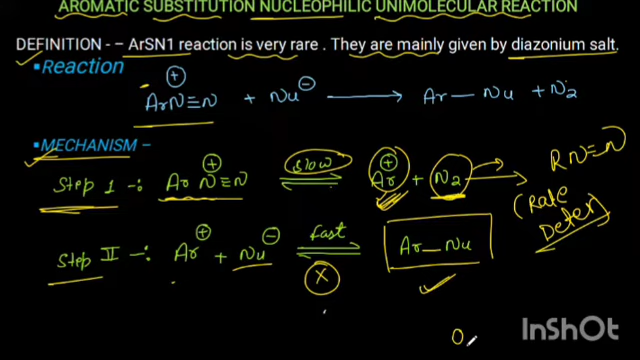 AROMATIC SUBSTITUTION NUCLEOPHILIC UNIMOLECULAR REACTION
DEFINITION - – ArSN1 reaction is very rare . They are mainly given by diazonium salt.
•Reaction
ArN⊕≡N + Nu⊖ ⟶ Ar — Nu + N2
•MECHANISM –
Step 1 -: Ar N⊕≡N ⇌ slow Ar⊕ + N2 → R N≡N
(Rate Deter)
Step II -: Ar⊕ + Nu⊖ ⇌ fast Ar — Nu
X
O
InShOt